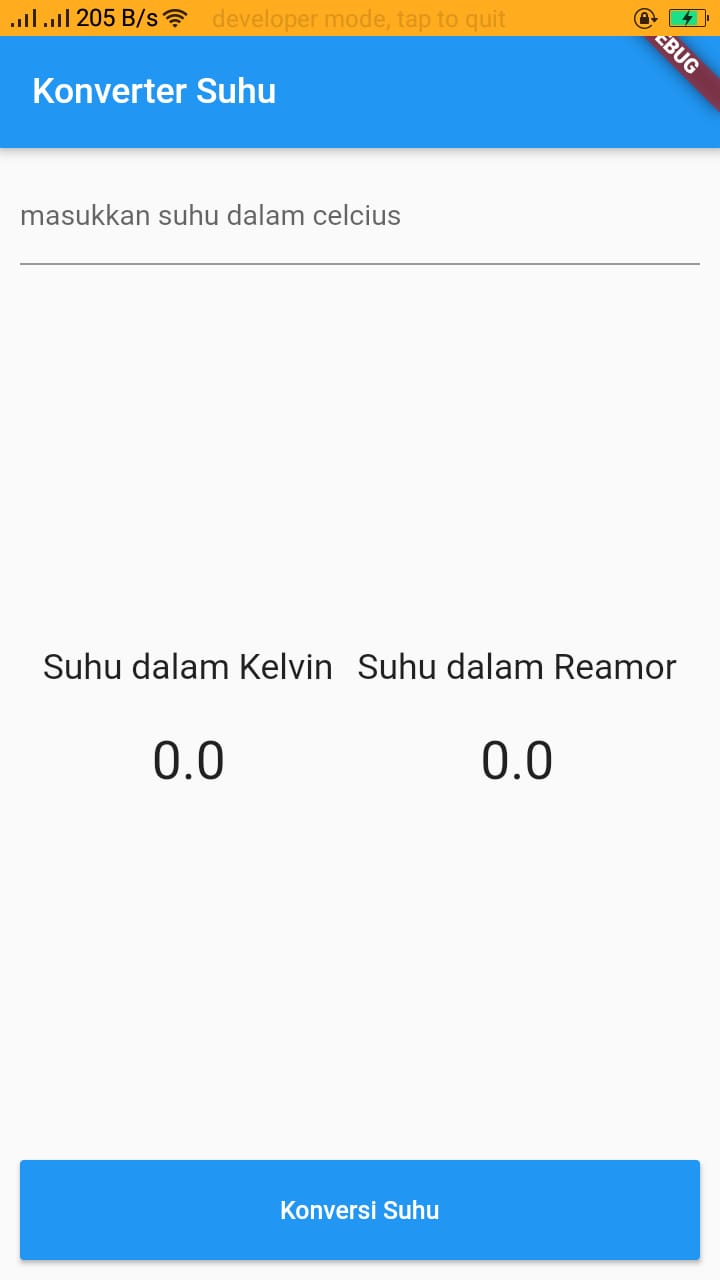 205 B/s developer mode, tap to quit
EBUG
Konverter Suhu
masukkan suhu dalam celcius
Suhu dalam Kelvin Suhu dalam Reamor
0.0 0.0
Konversi Suhu